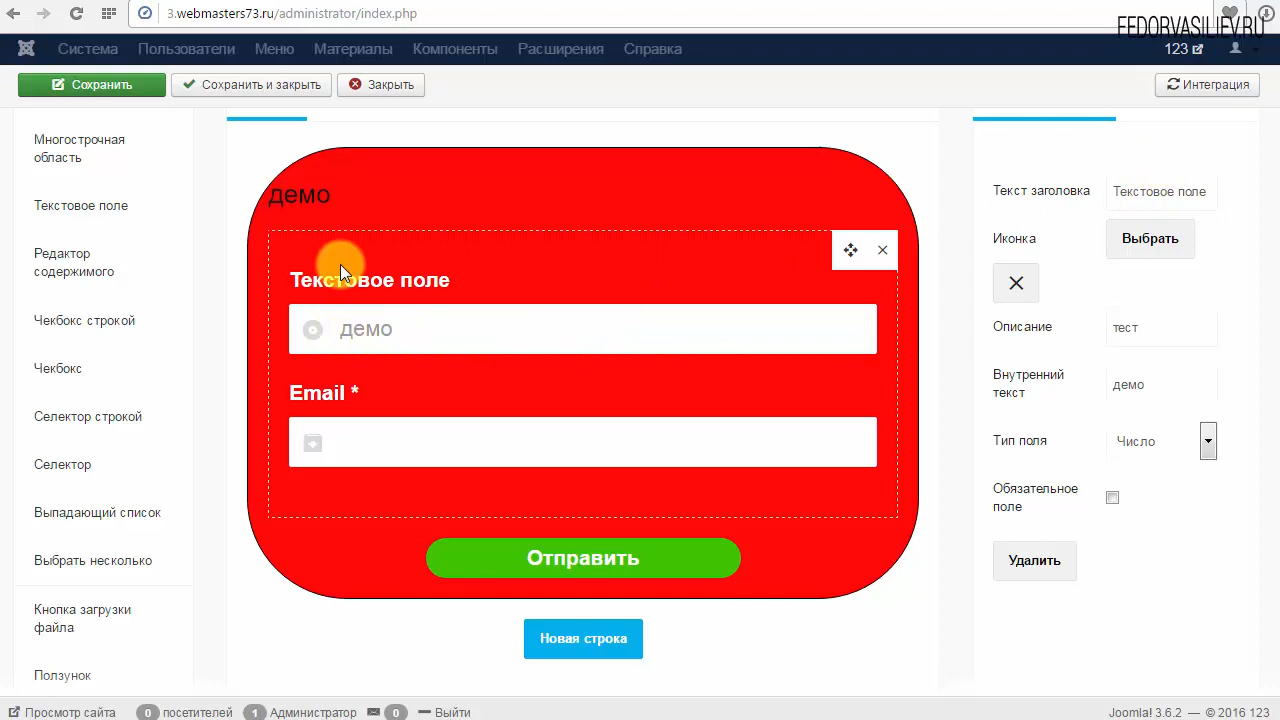 3.webmasters73.ru/administrator/index.php
FEDORVASILIEV.RU
Система Пользователи Меню Материалы Компоненты Расширения Справка 123
Сохранить Сохранить и закрыть Закрыть Интеграция
Многострочная
область
Текстовое поле
Редактор
содержимого
Чекбокс строкой
Чекбокс
Селектор строкой
Селектор
Выпадающий список
Выбрать несколько
Кнопка загрузки
файла
Ползунок
демо
Текстовое поле
демо
Email *
Отправить
Новая строка
Текст заголовка Текстовое поле
Иконка Выбрать
Описание тест
Внутренний
текст демо
Тип поля Число
Обязательное
поле
Удалить
Просмотр сайта 0 посетителей 1 Администратор 0 Выйти Joomla! 3.6.2 — © 2016 123